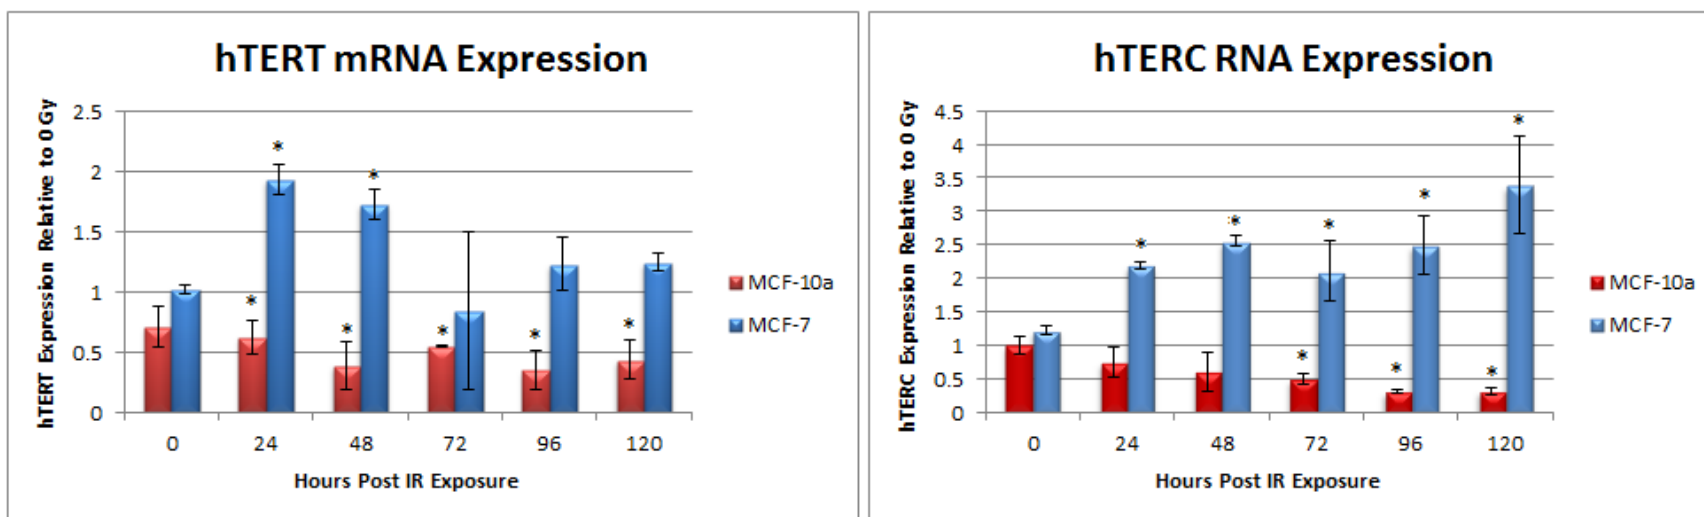 hTERT mRNA Expression
hTERT Expression Relative to 0 Gy
2.5
2
1.5
1
0.5
0
* * * * * * *
0 24 48 72 96 120
Hours Post IR Exposure
MCF-10a
MCF-7
hTERC RNA Expression
hTERC Expression Relative to 0 Gy
4.5
4
3.5
3
2.5
2
1.5
1
0.5
0
* * * * * * * *
0 24 48 72 96 120
Hours Post IR Exposure
MCF-10a
MCF-7